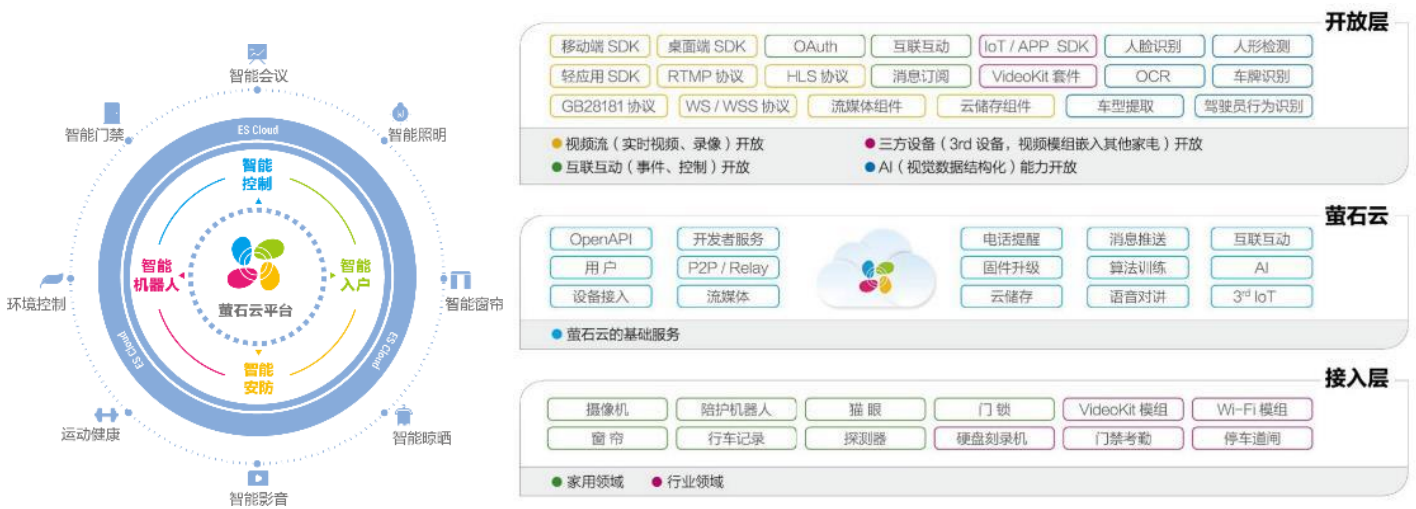 智能会议
智能门禁
智能照明
ES Cloud
智能
控制
智能
机器人
智能
入户
萤石云平台
环境控制
智能窗帘
ES Cloud
ES Cloud
智能
安防
运动健康
智能晾晒
智能影音
开放层
移动端 SDK 桌面端 SDK OAuth 互联互动 IoT / APP SDK 人脸识别 人形检测
轻应用 SDK RTMP 协议 HLS 协议 消息订阅 VideoKit 套件 OCR 车牌识别
GB28181 协议 WS / WSS 协议 流媒体组件 云储存组件 车型提取 驾驶员行为识别
视频流（实时视频、录像）开放 三方设备（3rd 设备，视频模组嵌入其他家电）开放
互联互动（事件、控制）开放 AI（视觉数据结构化）能力开放
萤石云
OpenAPI 开发者服务 电话提醒 消息推送 互联互动
用户 P2P / Relay 固件升级 算法训练 AI
设备接入 流媒体 云储存 语音对讲 3rd IoT
萤石云的基础服务
接入层
摄像机 陪护机器人 猫眼 门锁 VideoKit 模组 Wi-Fi 模组
窗帘 行车记录 探测器 硬盘刻录机 门禁考勤 停车道闸
家用领域 行业领域